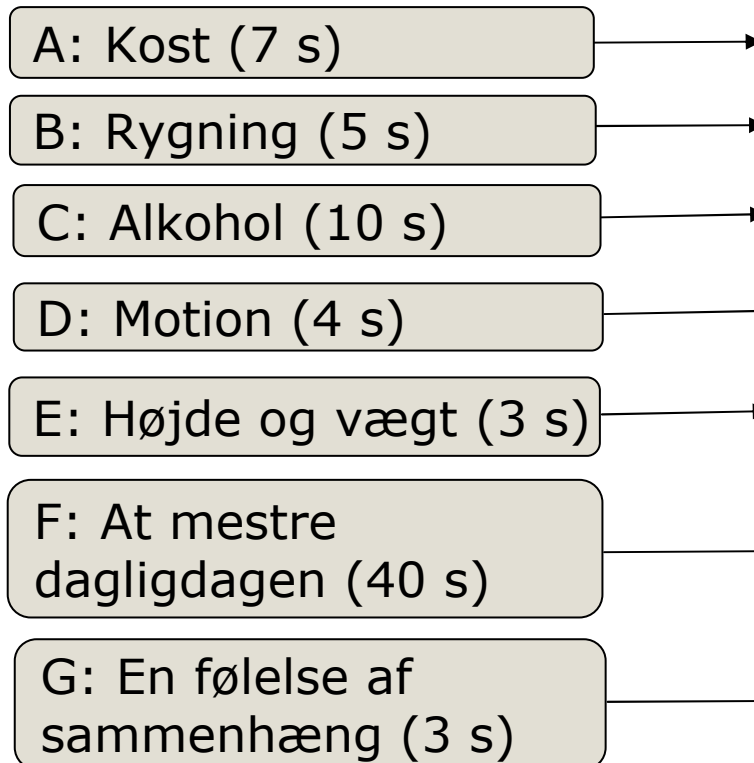 A: Kost (7 s)
B: Rygning (5 s)
C: Alkohol (10 s)
D: Motion (4 s)
E: Højde og vægt (3 s)
F: At mestre
dagligdagen (40 s)
G: En følelse af
sammenhæng (3 s)